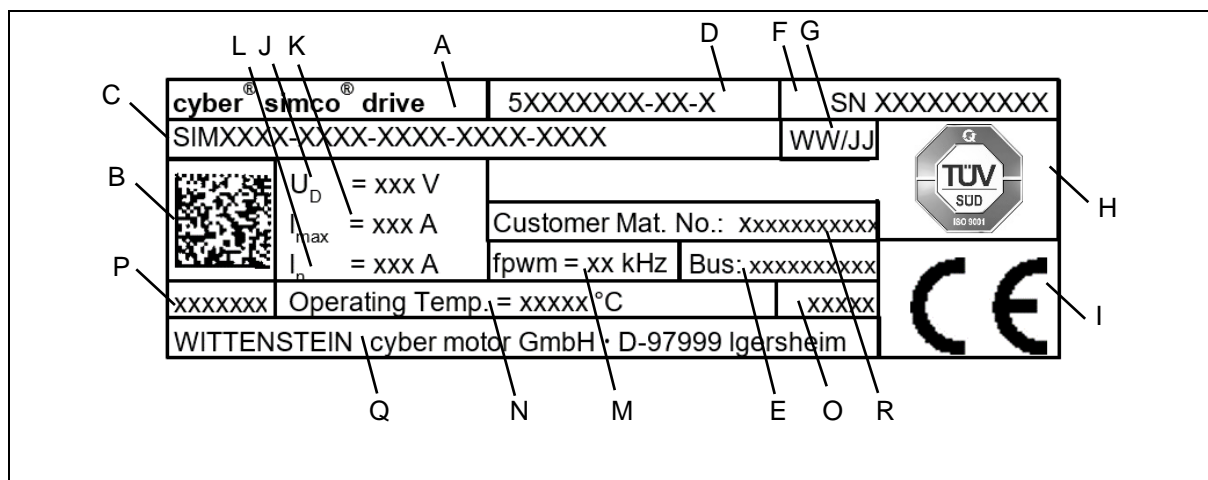 L J K A D F G
C cyber® simco® drive 5XXXXXXX-XX-X SN XXXXXXXXXX
SIMXXXX-XXXX-XXXX-XXXX-XXXX WW/JJ
B U_D = xxx V TÜV SÜD ISO 9001 H
I_max = xxx A Customer Mat. No.: Xxxxxxxxxxx
I_n = xxx A fpwm = xx kHz Bus: xxxxxxxxxx
P xxxxxxx Operating Temp. = xxxxx °C xxxxx CE I
WITTENSTEIN cyber motor GmbH · D-97999 Igersheim
Q N M E O R